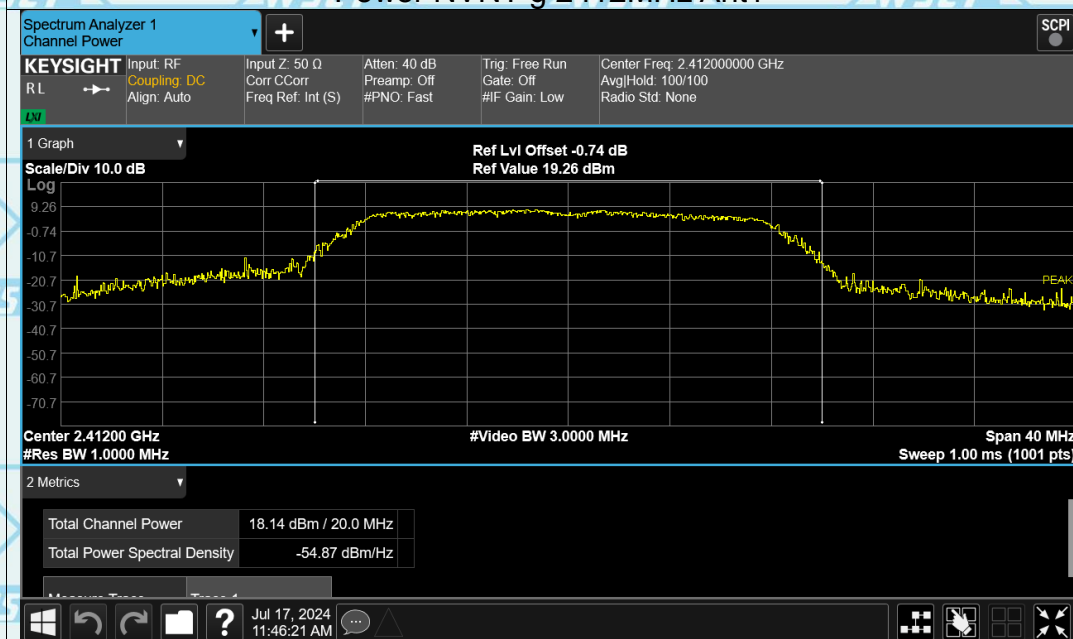 Spectrum Analyzer 1
Channel Power
SCPI
KEYSIGHT
RL
LXI
Input: RF
Coupling: DC
Align: Auto
Input Z: 50 Ω
Corr CCorr
Freq Ref: Int (S)
Atten: 40 dB
Preamp: Off
#PNO: Fast
Trig: Free Run
Gate: Off
#IF Gain: Low
Center Freq: 2.412000000 GHz
Avg|Hold: 100/100
Radio Std: None
1 Graph
Scale/Div 10.0 dB
Ref Lvl Offset -0.74 dB
Ref Value 19.26 dBm
Log
9.26
-0.74
-10.7
-20.7
-30.7
-40.7
-50.7
-60.7
-70.7
PEAK
Center 2.41200 GHz
#Res BW 1.0000 MHz
#Video BW 3.0000 MHz
Span 40 MHz
Sweep 1.00 ms (1001 pts)
2 Metrics
Total Channel Power 18.14 dBm / 20.0 MHz
Total Power Spectral Density -54.87 dBm/Hz
Jul 17, 2024
11:46:21 AM